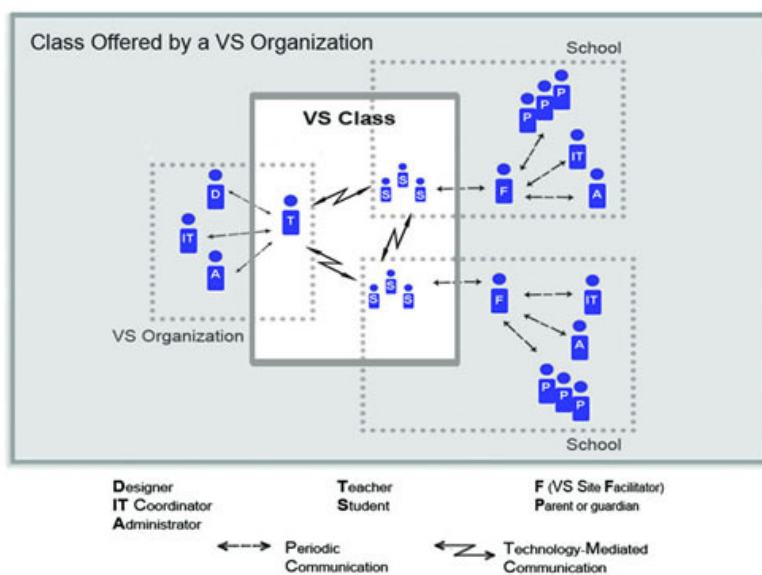 Class Offered by a VS Organization
School
VS Class
P P P
D
IT
T
S S S
F
IT
A
IT
A
S S S
F
IT
A
VS Organization
P P P
School
Designer
IT Coordinator
Administrator
Teacher
Student
F (VS Site Facilitator)
Parent or guardian
Periodic
Communication
Technology-Mediated
Communication